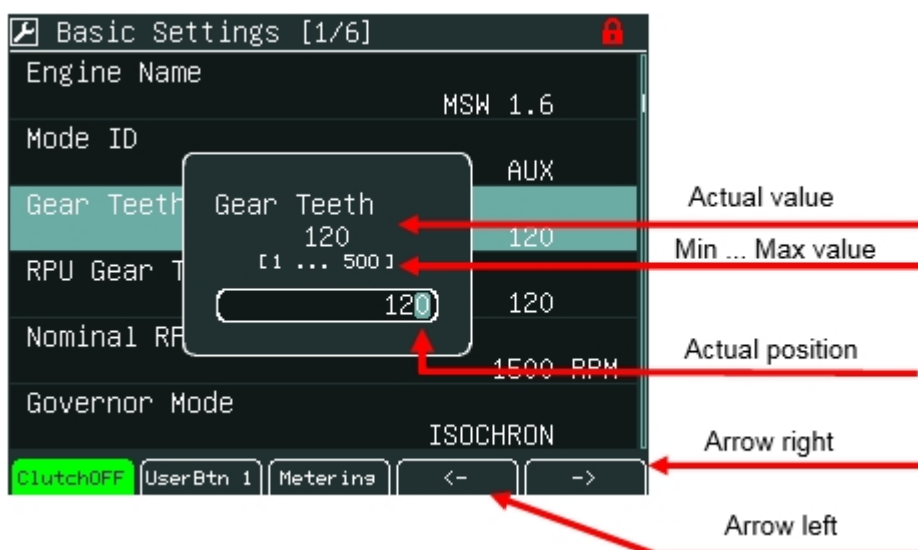 Basic Settings [1/6]
Engine Name
MSW 1.6
Mode ID
AUX
Gear Teeth
120
Gear Teeth
120
[1 ... 500]
120
RPU Gear T
120
Nominal RP
1500 RPM
Governor Mode
ISOCHRON
ClutchOFF UserBtn 1 Metering <- ->
Actual value
Min ... Max value
Actual position
Arrow right
Arrow left